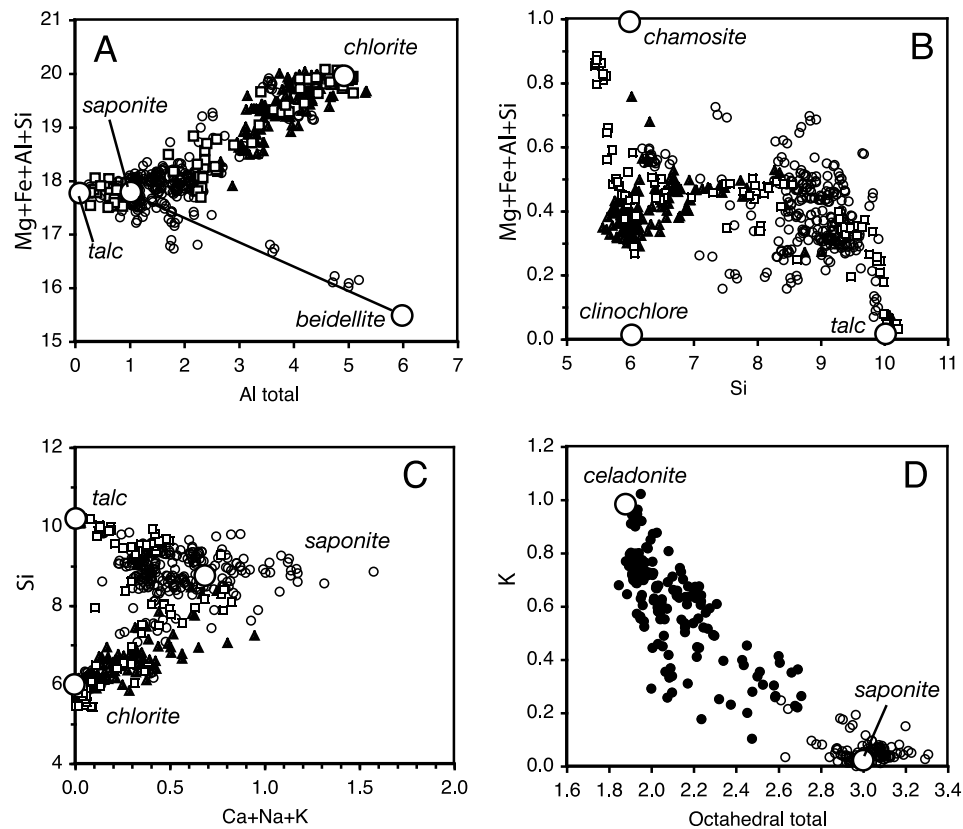 A
chlorite
saponite
talc
beidellite
Mg+Fe+Al+Si
21
20
19
18
17
16
15
0 1 2 3 4 5 6 7
Al total
B
chamosite
clinochlore
talc
Mg+Fe+Al+Si
1.0
0.8
0.6
0.4
0.2
0.0
5 6 7 8 9 10 11
Si
C
talc
saponite
chlorite
Si
12
10
8
6
4
0 0.5 1.0 1.5 2.0
Ca+Na+K
D
celadonite
saponite
K
1.2
1.0
0.8
0.6
0.4
0.2
0.0
1.6 1.8 2.0 2.2 2.4 2.6 2.8 3.0 3.2 3.4
Octahedral total